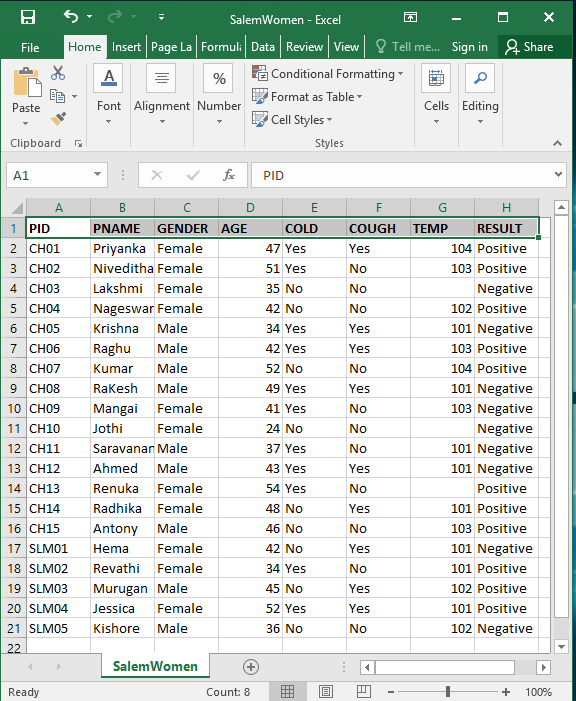 SalemWomen - Excel
File Home Insert Page La Formula Data Review View Tell me... Sign in Share
Paste Font Alignment Number Conditional Formatting Format as Table Cell Styles Cells Editing
Clipboard Styles
A1 fx PID
A B C D E F G H
1 PID PNAME GENDER AGE COLD COUGH TEMP RESULT
2 CH01 Priyanka Female 47 Yes Yes 104 Positive
3 CH02 Niveditha Female 51 Yes No 103 Positive
4 CH03 Lakshmi Female 35 No No Negative
5 CH04 Nageswar Female 42 No No 102 Positive
6 CH05 Krishna Male 34 Yes Yes 101 Negative
7 CH06 Raghu Male 42 Yes Yes 103 Positive
8 CH07 Kumar Male 52 No No 104 Positive
9 CH08 RaKesh Male 49 Yes Yes 101 Negative
10 CH09 Mangai Female 41 Yes No 103 Negative
11 CH10 Jothi Female 24 No No Negative
12 CH11 Saravanan Male 37 Yes No 101 Negative
13 CH12 Ahmed Male 43 Yes Yes 101 Negative
14 CH13 Renuka Female 54 Yes No Positive
15 CH14 Radhika Female 48 No Yes 101 Positive
16 CH15 Antony Male 46 No No 103 Positive
17 SLM01 Hema Female 42 No Yes 101 Negative
18 SLM02 Revathi Female 34 Yes No 101 Positive
19 SLM03 Murugan Male 45 No Yes 102 Positive
20 SLM04 Jessica Female 52 Yes Yes 101 Positive
21 SLM05 Kishore Male 36 No No 102 Negative
22
SalemWomen
Ready Count: 8 100%